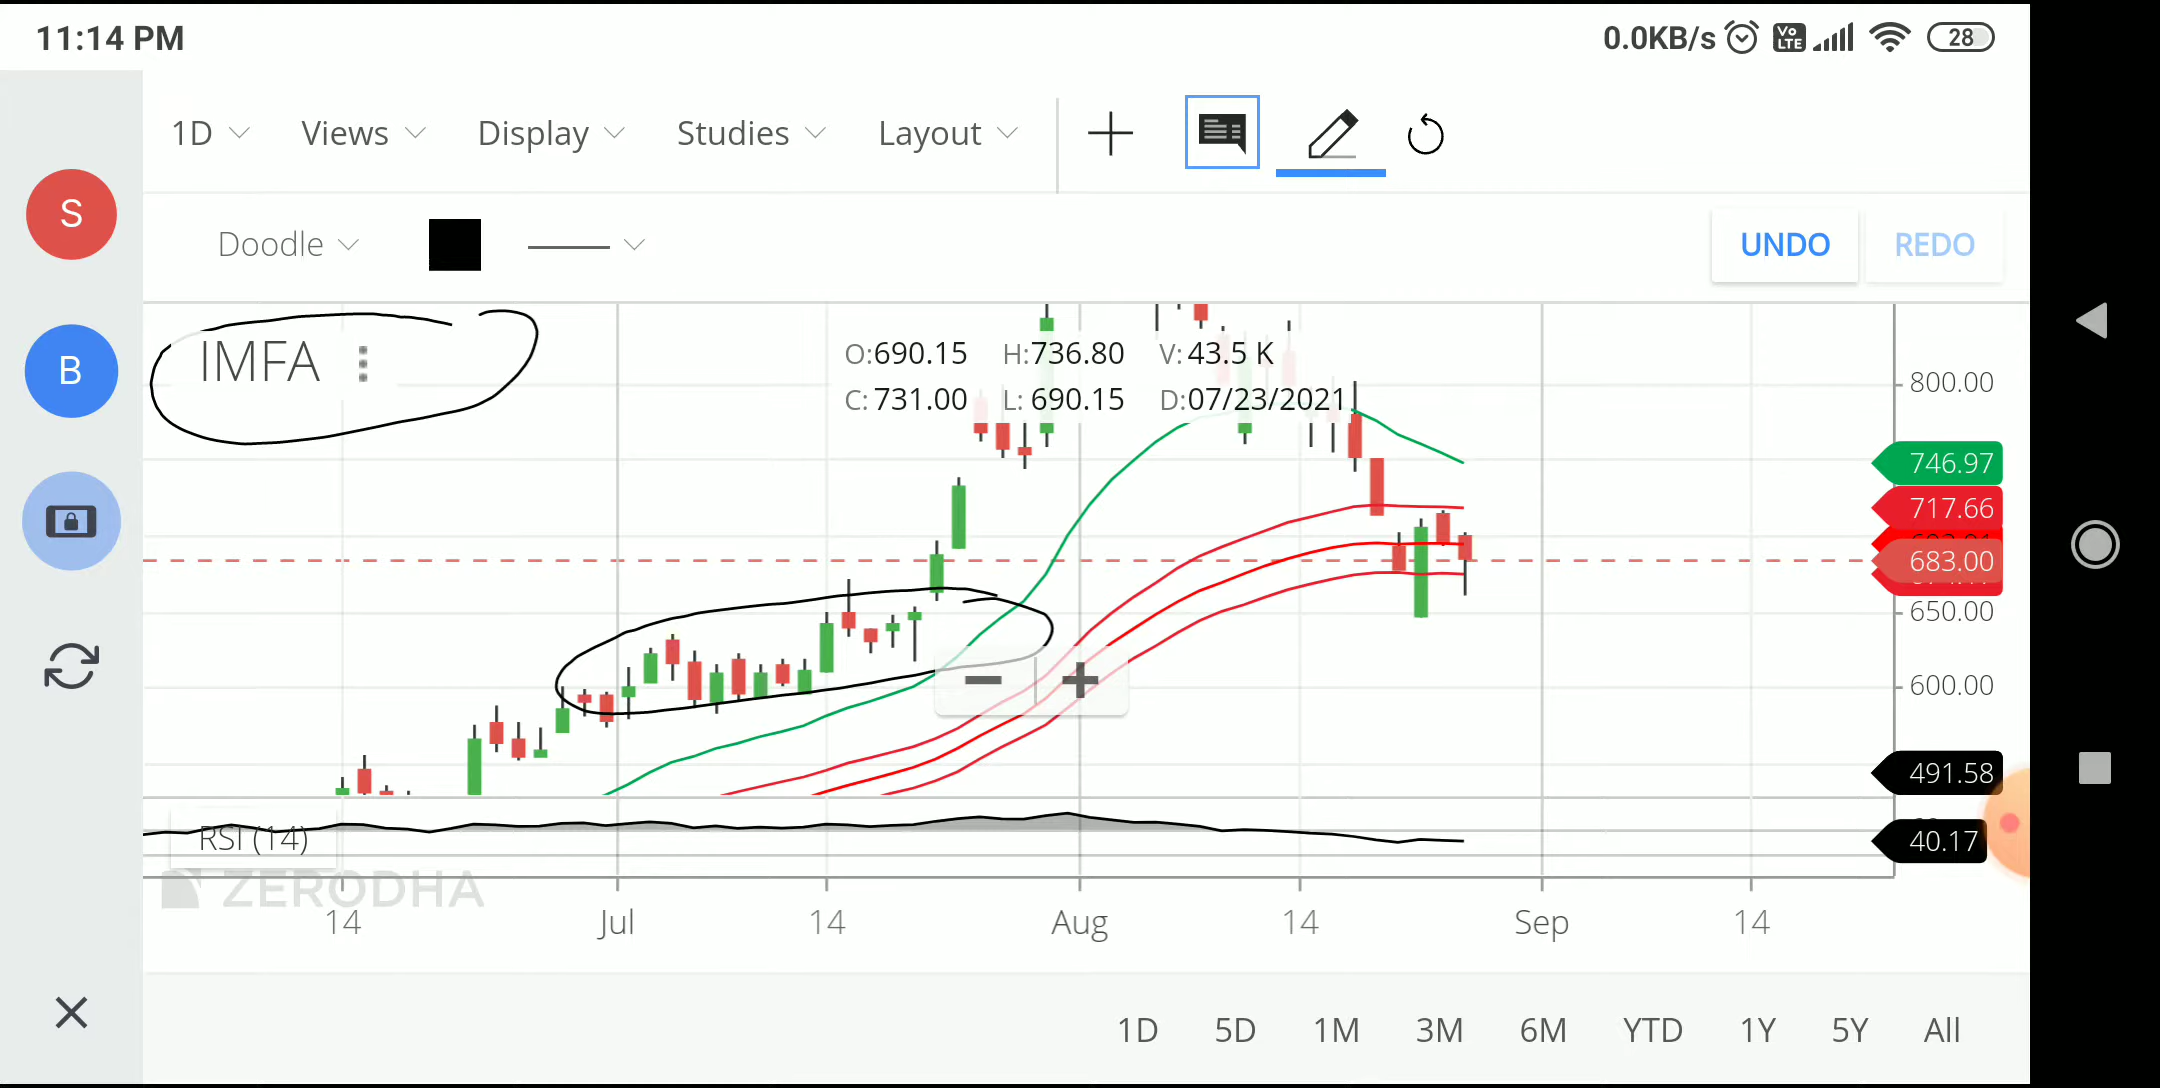 11:14 PM
0.0KB/s Vo LTE 28
1D Views Display Studies Layout
S
Doodle UNDO REDO
B
IMFA
O:690.15 H:736.80 V:43.5 K
C:731.00 L:690.15 D:07/23/2021
800.00
746.97
717.66
683.00
650.00
600.00
491.58
RSI (14)
40.17
ZERODHA
14 Jul 14 Aug 14 Sep 14
1D 5D 1M 3M 6M YTD 1Y 5Y All